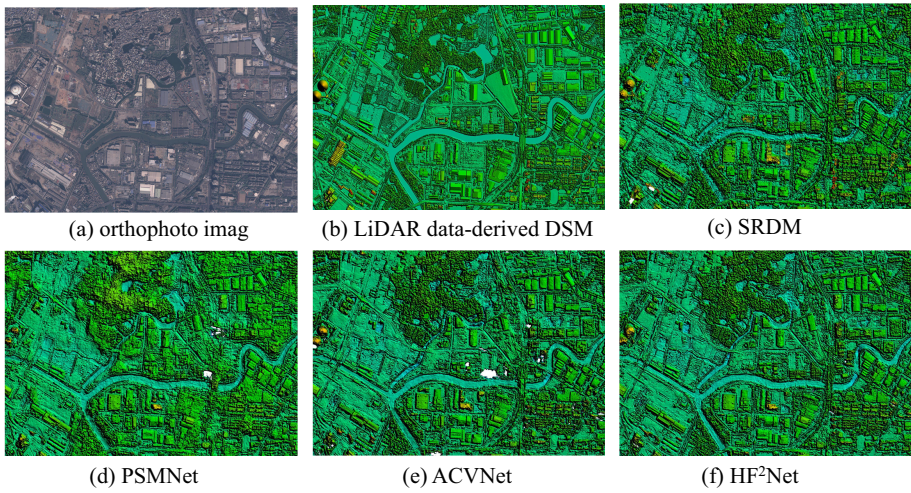 (a) orthophoto imag
(b) LiDAR data-derived DSM
(c) SRDM
(d) PSMNet
(e) ACVNet
(f) HF²Net